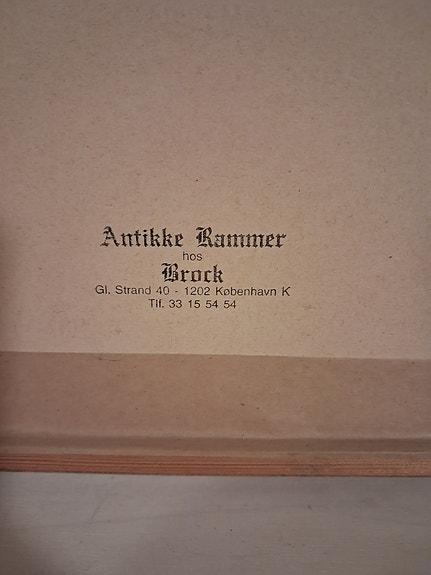 Antikke Rammer
hos
Brock
Gl. Strand 40 - 1202 København K
Tlf. 33 15 54 54